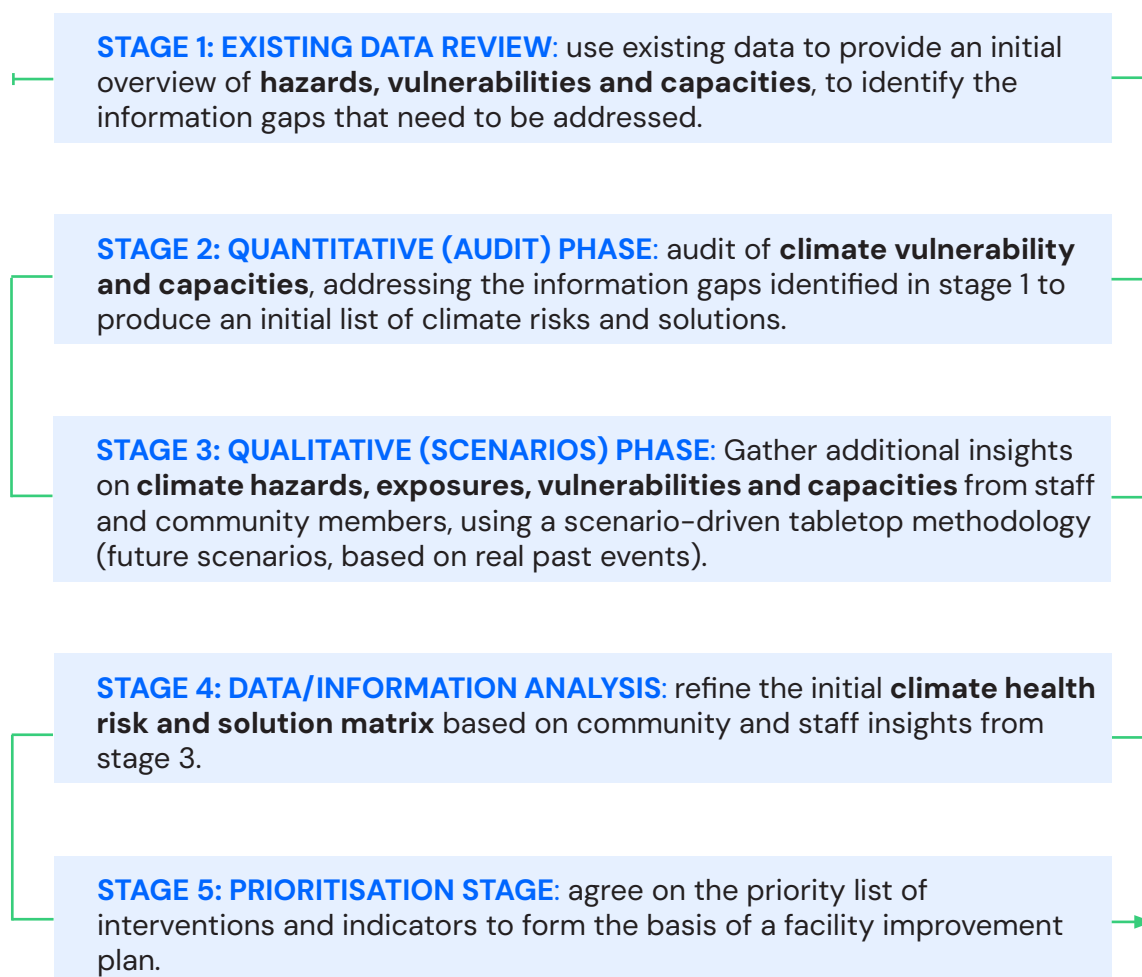 STAGE 1: EXISTING DATA REVIEW: use existing data to provide an initial
overview of hazards, vulnerabilities and capacities, to identify the
information gaps that need to be addressed.
STAGE 2: QUANTITATIVE (AUDIT) PHASE: audit of climate vulnerability
and capacities, addressing the information gaps identified in stage 1 to
produce an initial list of climate risks and solutions.
STAGE 3: QUALITATIVE (SCENARIOS) PHASE: Gather additional insights
on climate hazards, exposures, vulnerabilities and capacities from staff
and community members, using a scenario-driven tabletop methodology
(future scenarios, based on real past events).
STAGE 4: DATA/INFORMATION ANALYSIS: refine the initial climate health
risk and solution matrix based on community and staff insights from
stage 3.
STAGE 5: PRIORITISATION STAGE: agree on the priority list of
interventions and indicators to form the basis of a facility improvement
plan.